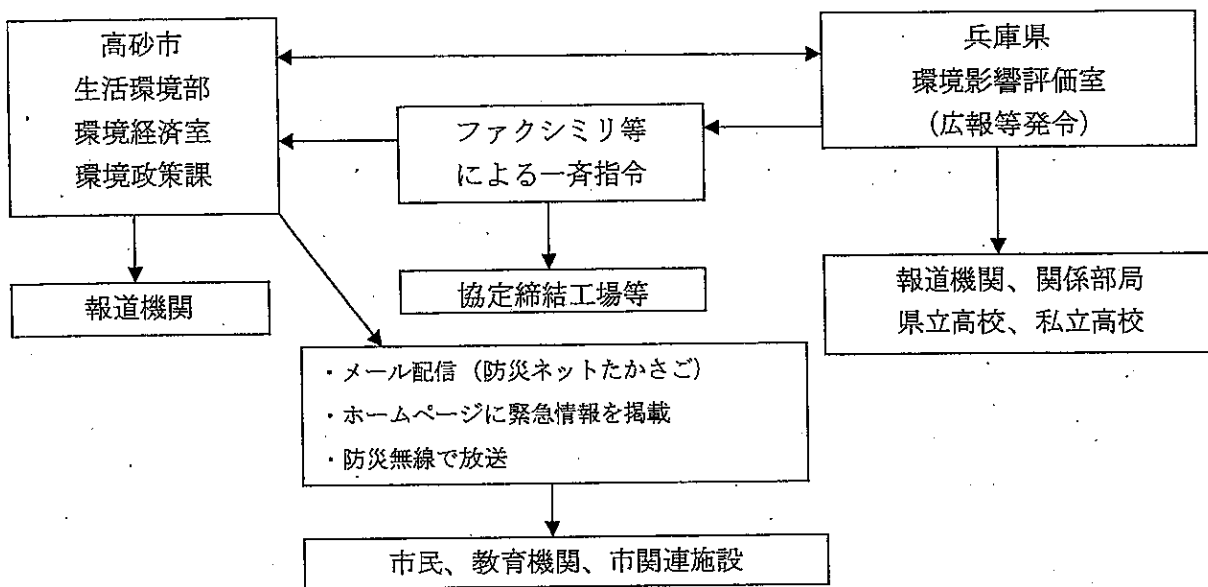 高砂市
生活環境部
環境経済室
環境政策課
兵庫県
環境影響評価室
(広報等発令)
ファクシミリ等
による一斉指令
報道機関
協定締結工場等
報道機関、関係部局
県立高校、私立高校
・メール配信(防災ネットたかさご)
・ホームページに緊急情報を掲載
・防災無線で放送
市民、教育機関、市関連施設